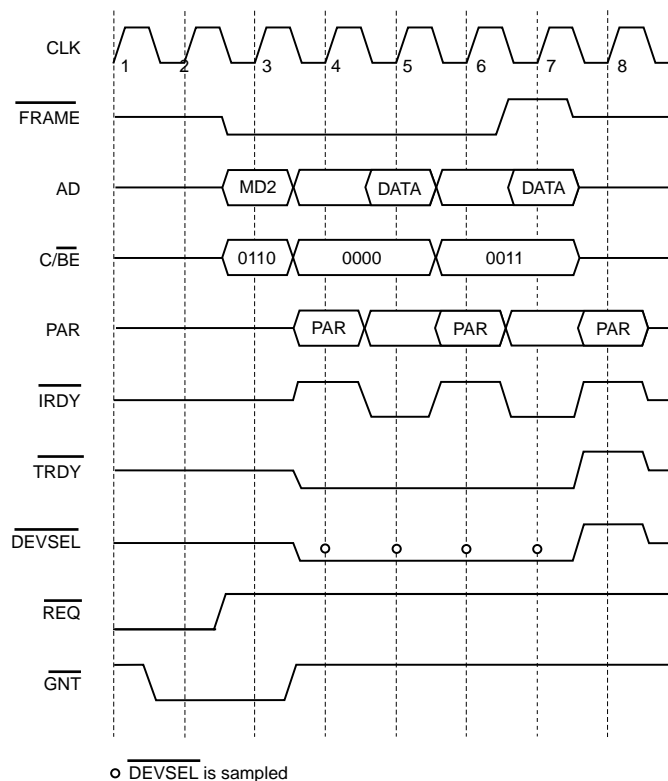 CLK
1 2 3 4 5 6 7 8
FRAME
AD
MD2 DATA DATA
C/BE
0110 0000 0011
PAR
PAR PAR PAR
IRDY
TRDY
DEVSEL
REQ
GNT
DEVSEL is sampled